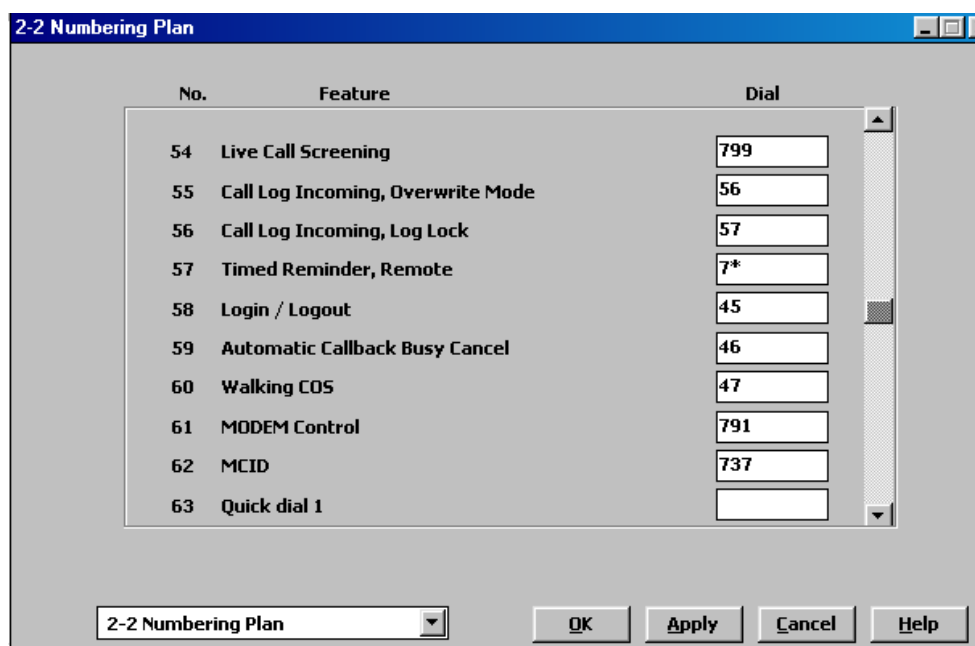 2-2 Numbering Plan
No. Feature Dial
54 Live Call Screening 799
55 Call Log Incoming, Overwrite Mode 56
56 Call Log Incoming, Log Lock 57
57 Timed Reminder, Remote 7*
58 Login / Logout 45
59 Automatic Callback Busy Cancel 46
60 Walking COS 47
61 MODEM Control 791
62 MCID 737
63 Quick dial 1
2-2 Numbering Plan OK Apply Cancel Help